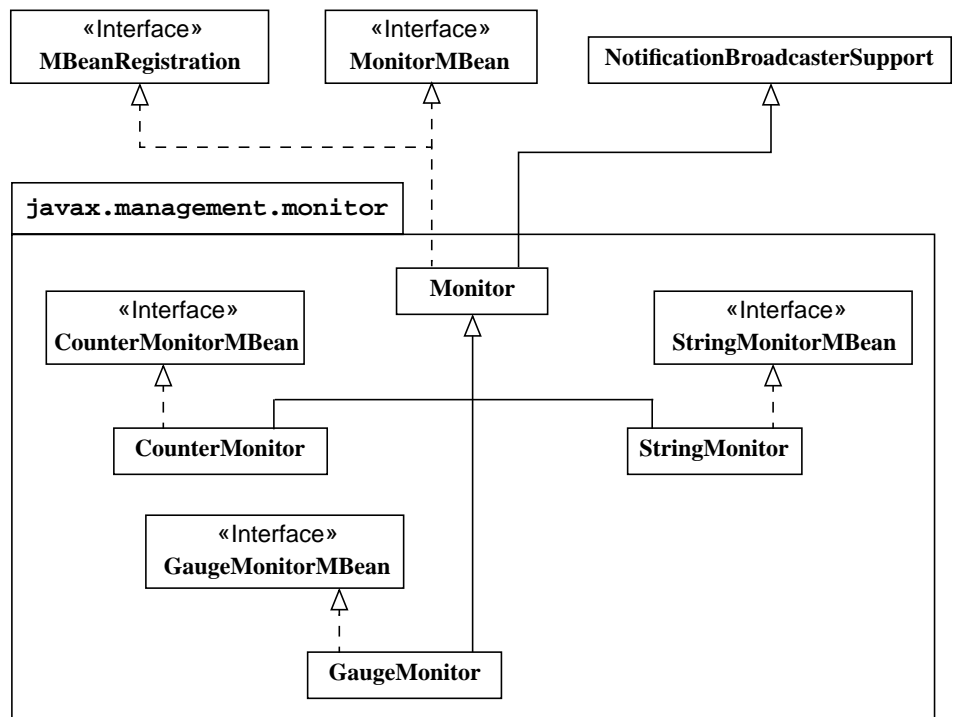 «Interface»
MBeanRegistration
«Interface»
MonitorMBean
NotificationBroadcasterSupport
javax.management.monitor
Monitor
«Interface»
CounterMonitorMBean
«Interface»
StringMonitorMBean
CounterMonitor
StringMonitor
«Interface»
GaugeMonitorMBean
GaugeMonitor